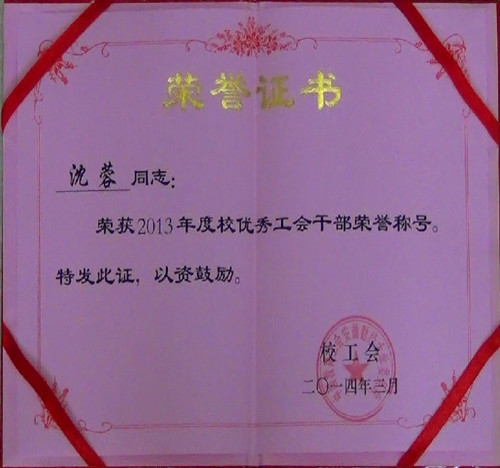 荣誉证书
沈蓉 同志：
荣获2013年度校优秀工会干部荣誉称号。
特发此证，以资鼓励。
校工会
二〇一四年三月